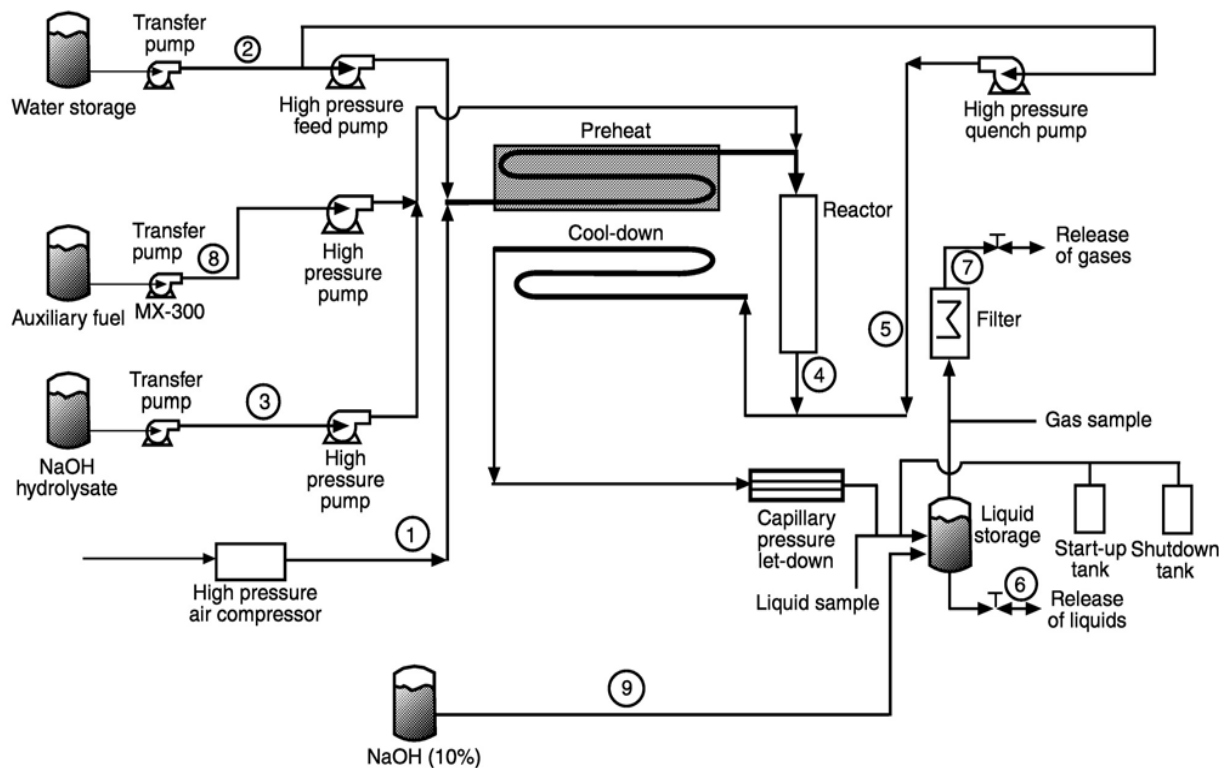 Transfer
pump
2
Water storage
High pressure
feed pump
High pressure
quench pump
Preheat
Reactor
Cool-down
Transfer
pump
8
MX-300
Auxiliary fuel
High
pressure
pump
Release
of gases
7
Filter
5
4
Transfer
pump
3
NaOH
hydrolysate
High
pressure
pump
Gas sample
1
High pressure
air compressor
Capillary
pressure
let-down
Liquid sample
Liquid
storage
Start-up
tank
Shutdown
tank
6
Release
of liquids
9
NaOH (10%)